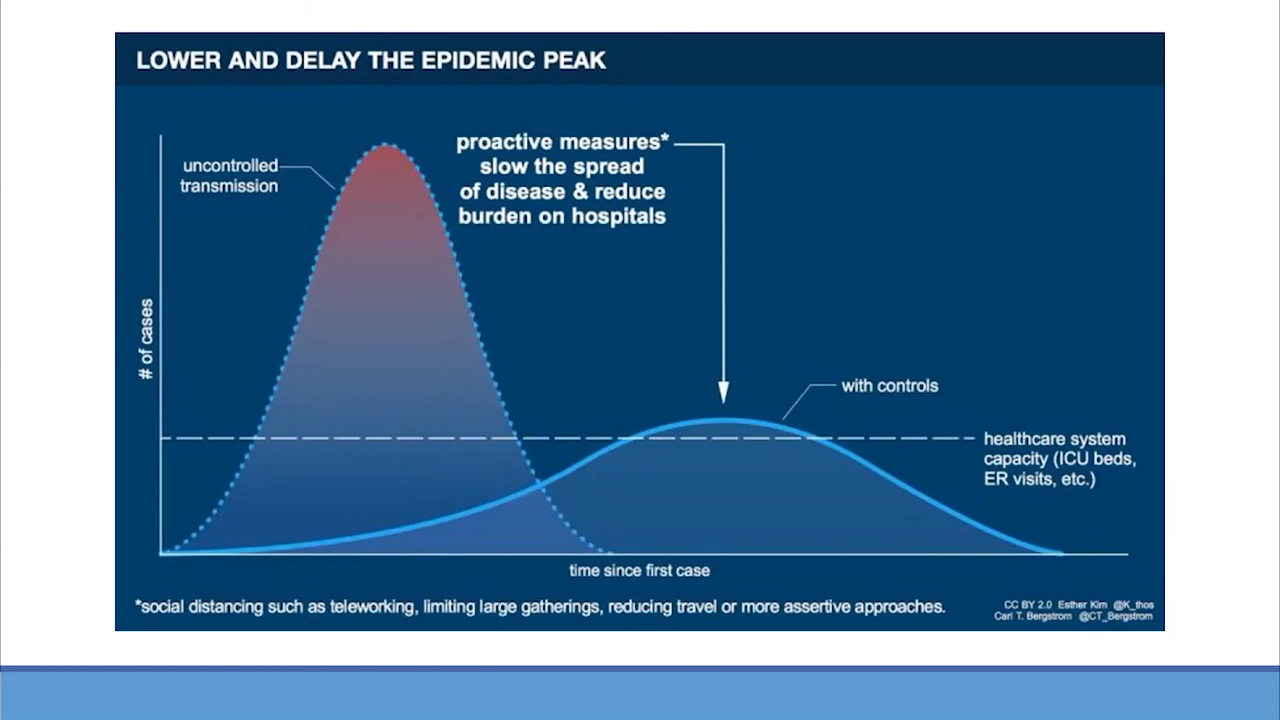 LOWER AND DELAY THE EPIDEMIC PEAK
uncontrolled
transmission
proactive measures*
slow the spread
of disease & reduce
burden on hospitals
# of cases
with controls
healthcare system
capacity (ICU beds,
ER visits, etc.)
time since first case
*social distancing such as teleworking, limiting large gatherings, reducing travel or more assertive approaches.
CC BY 2.0 Esther Kim @K_thos
Carl T. Bergstrom @CT_Bergstrom